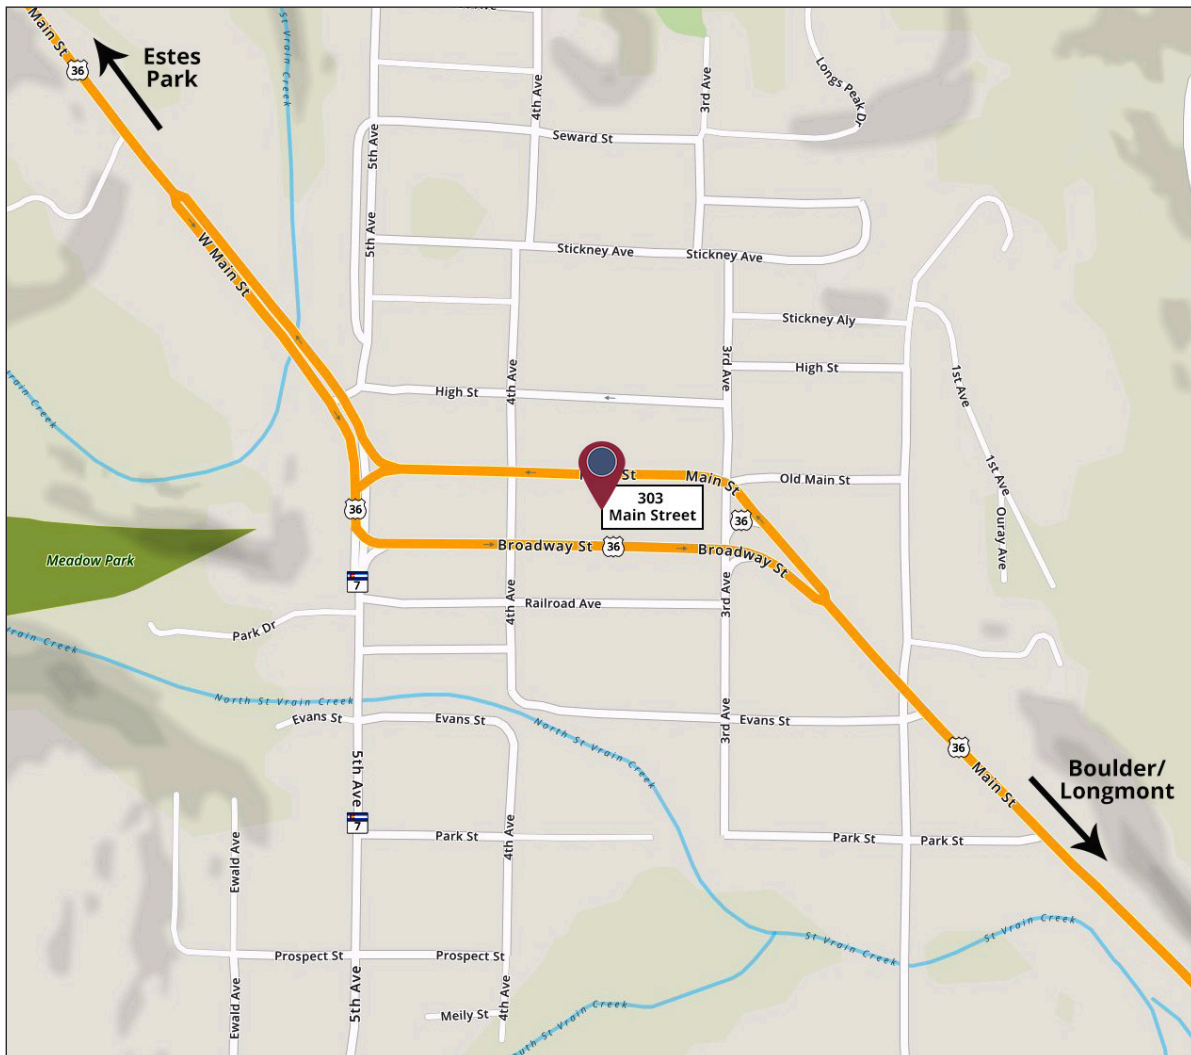 Main St
36
Estes
Park
St Vrain Creek
4th Ave
3rd Ave
Longs Peak Dr
5th Ave
Seward St
5th Ave
W Main St
Stickney Ave
Stickney Ave
Stickney Aly
3rd Ave
High St
1st Ave
High St
4th Ave
Creek
Main St
Old Main St
1st Ave
303
Main Street
36
36
Ouray Ave
Broadway St
36
Broadway St
Meadow Park
7
4th Ave
Railroad Ave
3rd Ave
Park Dr
Vrain Creek
North St Vrain Creek
Evans St
Evans St
North St Vrain Creek
3rd Ave
Evans St
36
Main St
Boulder/
Longmont
5th Ave
7
Park St
4th Ave
Park St
Park St
Ewald Ave
St Vrain Creek
St Vrain Creek
Prospect St
Prospect St
Ewald Ave
5th Ave
4th Ave
Meily St
St Vrain Creek